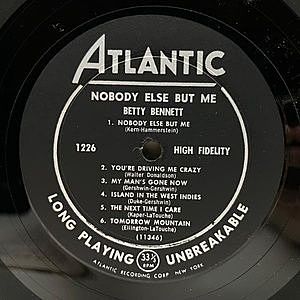 ATLANTIC
NOBODY ELSE BUT ME
BETTY BENNETT
1. NOBODY ELSE BUT ME
(Kern-Hammerstein)
1226 HIGH FIDELITY
2. YOU'RE DRIVING ME CRAZY
(Walter Donaldson)
3. MY MAN'S GONE NOW
(Gershwin-Gershwin)
4. ISLAND IN THE WEST INDIES
(Duke-Gershwin)
5. THE NEXT TIME I CARE
(Kaper-LaTouche)
6. TOMORROW MOUNTAIN
(Ellington-LaTouche)
(11346)
LONG PLAYING 33⅓ RPM UNBREAKABLE
ATLANTIC RECORDING CORP NEW YORK